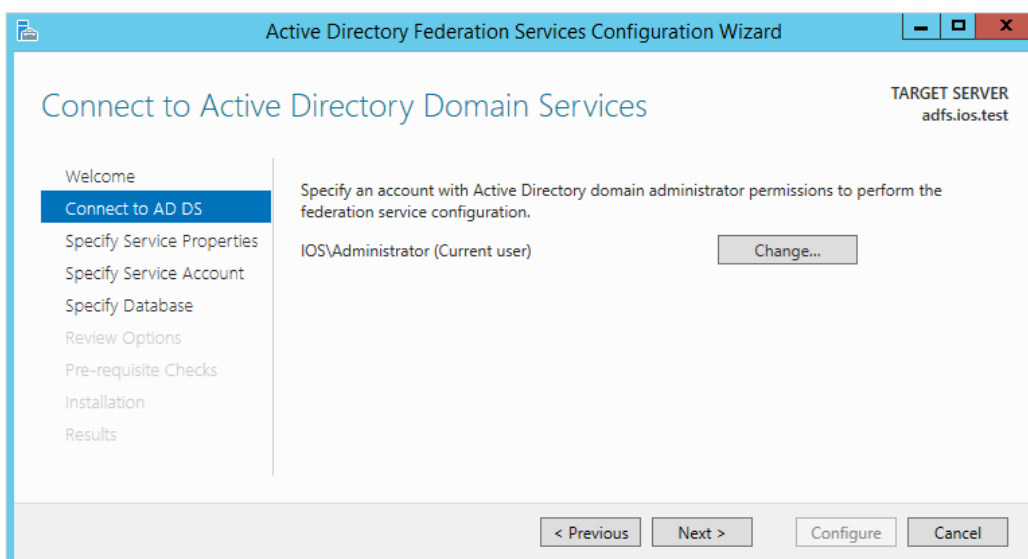 Active Directory Federation Services Configuration Wizard
Connect to Active Directory Domain Services
TARGET SERVER
adfs.ios.test
Welcome
Connect to AD DS
Specify Service Properties
Specify Service Account
Specify Database
Review Options
Pre-requisite Checks
Installation
Results
Specify an account with Active Directory domain administrator permissions to perform the
federation service configuration.
IOS\Administrator (Current user)
Change...
< Previous
Next >
Configure
Cancel